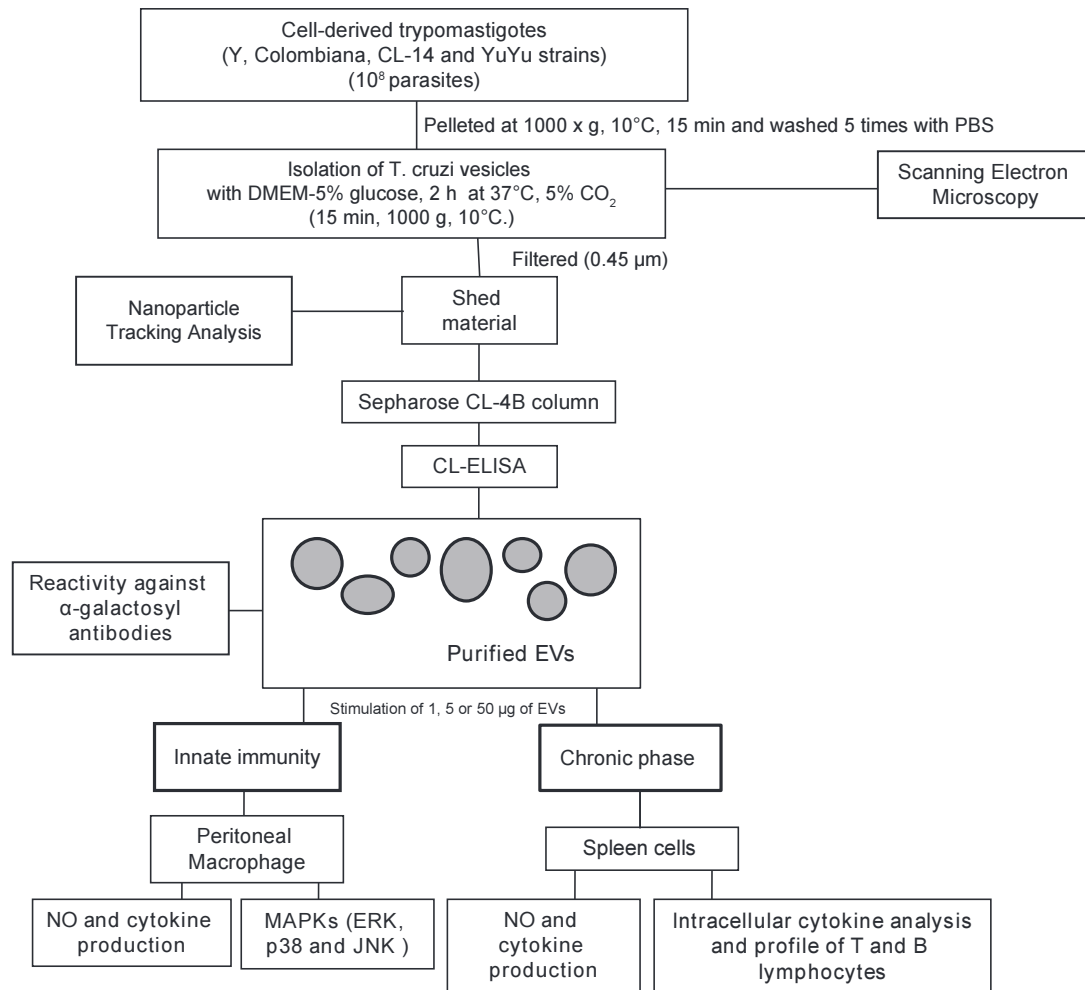 Cell-derived trypomastigotes
(Y, Colombiana, CL-14 and YuYu strains)
(10⁸ parasites)
Pelleted at 1000 x g, 10°C, 15 min and washed 5 times with PBS
Isolation of T. cruzi vesicles
with DMEM-5% glucose, 2 h at 37°C, 5% CO₂
(15 min, 1000 g, 10°C.)
Scanning Electron
Microscopy
Filtered (0.45 µm)
Nanoparticle
Tracking Analysis
Shed
material
Sepharose CL-4B column
CL-ELISA
Reactivity against
α-galactosyl
antibodies
Purified EVs
Stimulation of 1, 5 or 50 µg of EVs
Innate immunity
Chronic phase
Peritoneal
Macrophage
Spleen cells
NO and cytokine
production
MAPKs (ERK,
p38 and JNK )
NO and
cytokine
production
Intracellular cytokine analysis
and profile of T and B
lymphocytes